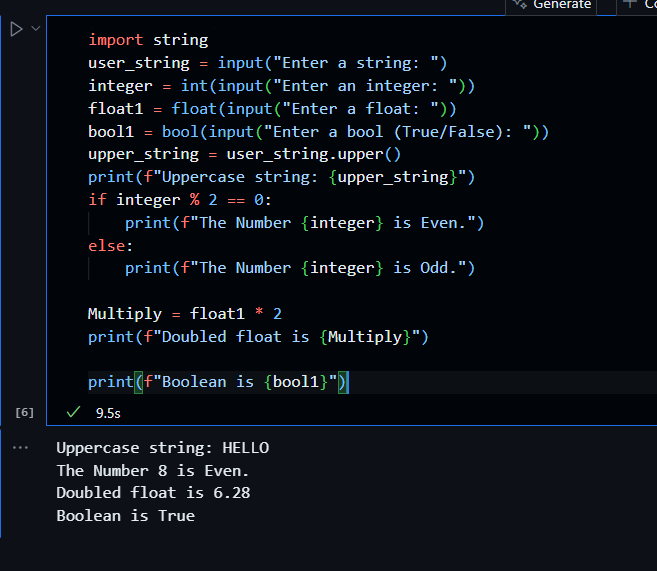 Generate
import string
user_string = input("Enter a string: ")
integer = int(input("Enter an integer: "))
float1 = float(input("Enter a float: "))
bool1 = bool(input("Enter a bool (True/False): "))
upper_string = user_string.upper()
print(f"Uppercase string: {upper_string}")
if integer % 2 == 0:
    print(f"The Number {integer} is Even.")
else:
    print(f"The Number {integer} is Odd.")
Multiply = float1 * 2
print(f"Doubled float is {Multiply}")
print(f"Boolean is {bool1}")
[6] 9.5s
Uppercase string: HELLO
The Number 8 is Even.
Doubled float is 6.28
Boolean is True